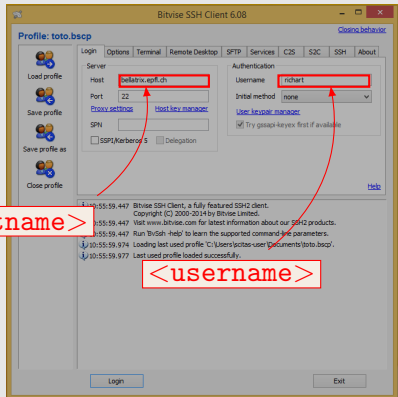 Bitvise SSH Client 6.08
Profile: toto.bscp
Closing behavior
Load profile
Save profile
Save profile as
Close profile
Login Options Terminal Remote Desktop SFTP Services C2S S2C SSH About
Server
Host bellatrix.epfl.ch
Port 22
Proxy settings Host key manager
SPN
SSPI/Kerberos 5 Delegation
Authentication
Username richart
Initial method none
User keypair manager
Try gssapi-keyex first if available
Help
10:55:59.447 Bitvise SSH Client, a fully featured SSH2 client.
Copyright (C) 2000-2014 by Bitvise Limited.
10:55:59.447 Visit www.bitvise.com for latest information about our SSH2 products.
10:55:59.447 Run 'BvSsh -help' to learn the supported command-line parameters.
10:55:59.974 Loading last used profile 'C:\Users\scitas-user\Documents\toto.bscp'.
10:55:59.977 Last used profile loaded successfully.
tname>
<username>
Login Exit